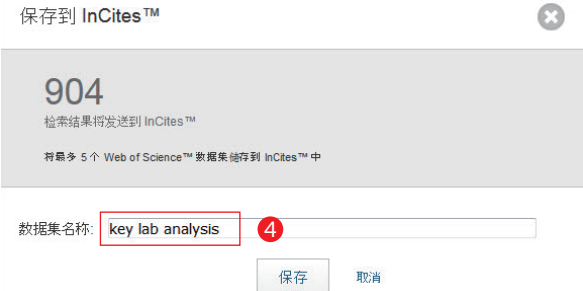 保存到 InCites™
904
检索结果将发送到 InCites™
将最多 5 个 Web of Science™ 数据集储存到 InCites™ 中
数据集名称: key lab analysis 4
保存 取消